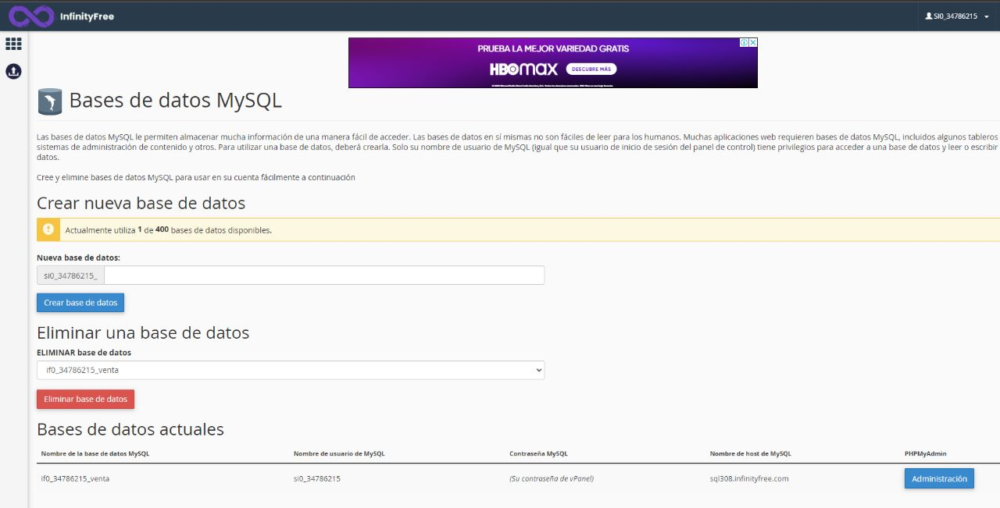 InfinityFree
SI0_34786215
PRUEBA LA MEJOR VARIEDAD GRATIS
HBOMAX DESCUBRE MÁS
Bases de datos MySQL
Las bases de datos MySQL le permiten almacenar mucha información de una manera fácil de acceder. Las bases de datos en sí mismas no son fáciles de leer para los humanos. Muchas aplicaciones web requieren bases de datos MySQL, incluidos algunos tableros
sistemas de administración de contenido y otros. Para utilizar una base de datos, deberá crearla. Solo su nombre de usuario de MySQL (igual que su usuario de inicio de sesión del panel de control) tiene privilegios para acceder a una base de datos y leer o escribir
datos.
Cree y elimine bases de datos MySQL para usar en su cuenta fácilmente a continuación
Crear nueva base de datos
Actualmente utiliza 1 de 400 bases de datos disponibles.
Nueva base de datos:
si0_34786215_
Crear base de datos
Eliminar una base de datos
ELIMINAR base de datos
if0_34786215_venta
Eliminar base de datos
Bases de datos actuales
Nombre de la base de datos MySQL Nombre de usuario de MySQL Contraseña MySQL Nombre de host de MySQL PHPMyAdmin
if0_34786215_venta si0_34786215 (Su contraseña de vPanel) sql308.infinityfree.com Administración